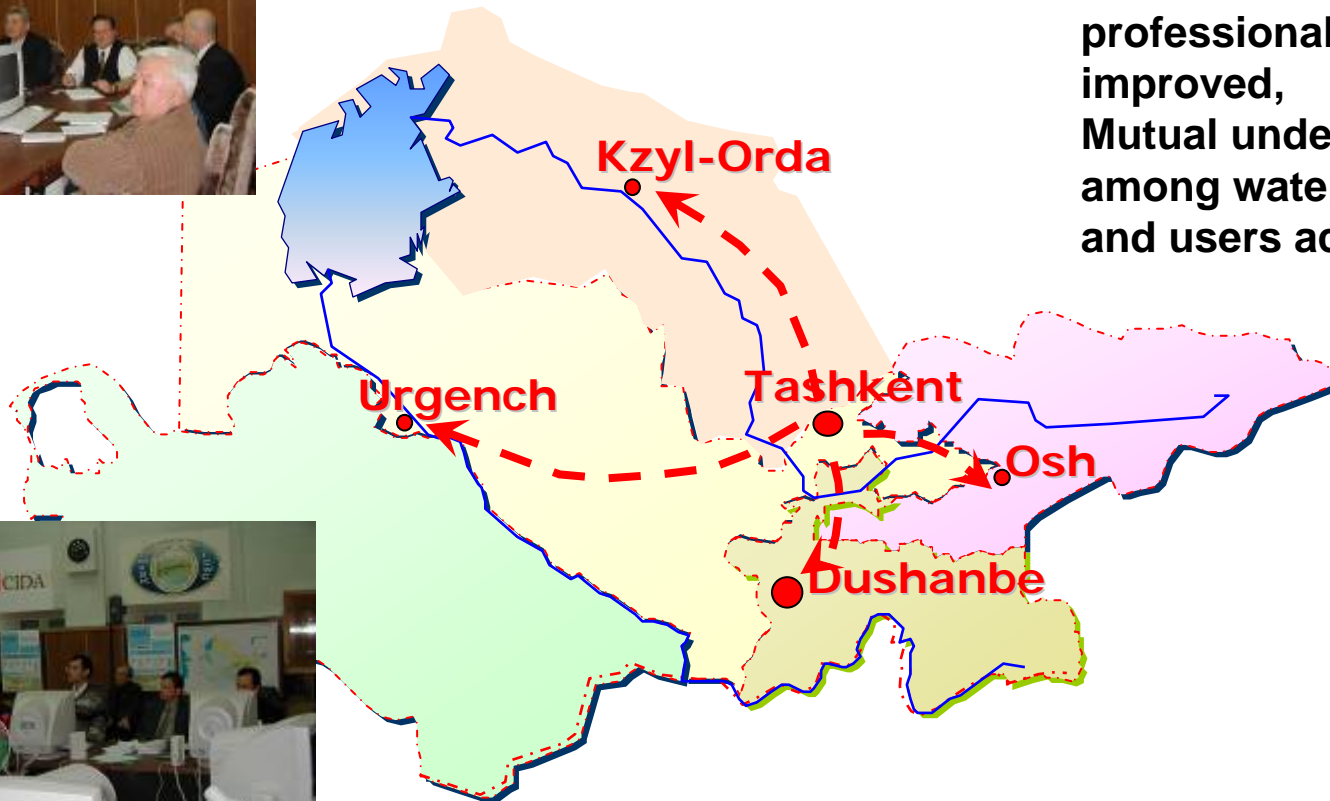 professional
improved,
Mutual unde
among wate
and users ac
Kzyl-Orda
Tashkent
Urgench
Osh
Dushanbe
CIDA